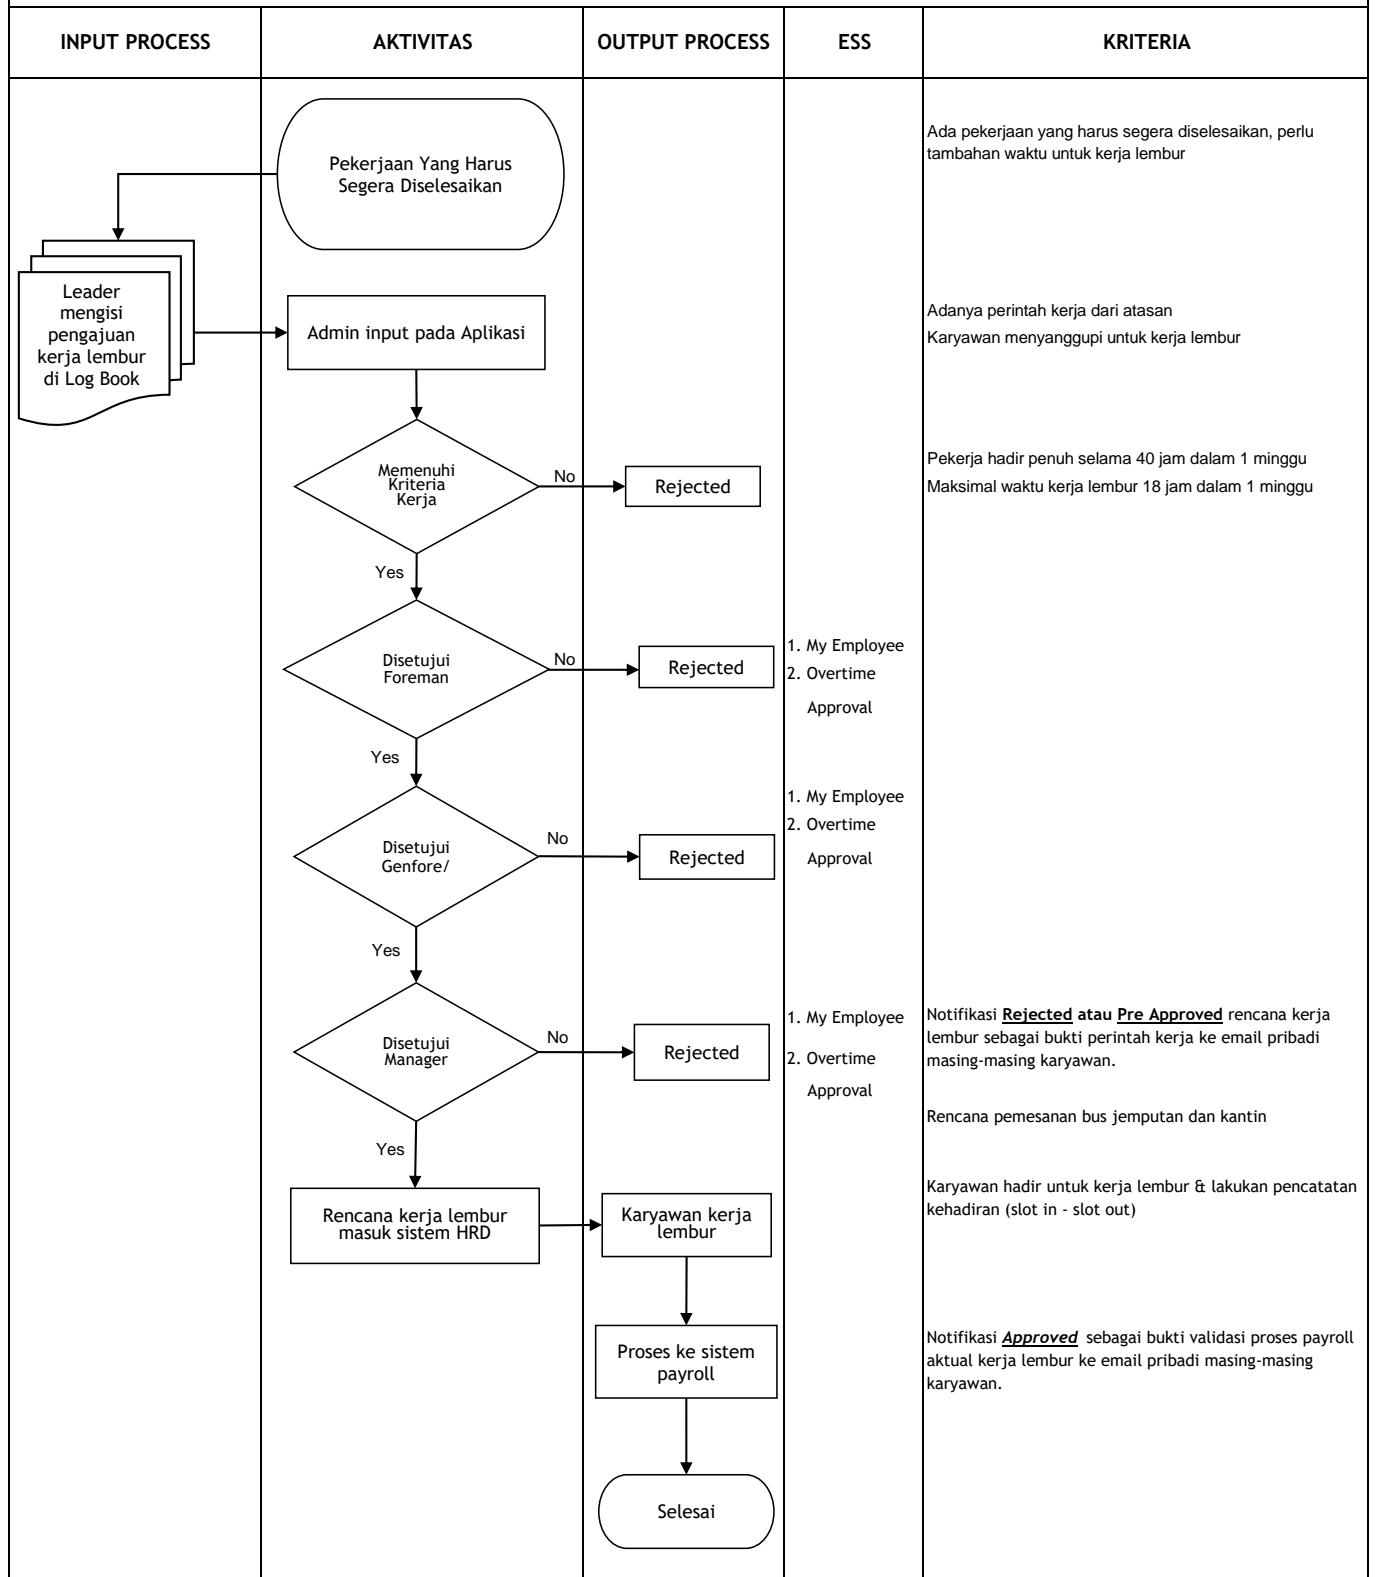 INPUT PROCESS
AKTIVITAS
OUTPUT PROCESS
ESS
KRITERIA
Pekerjaan Yang Harus
Segera Diselesaikan
Ada pekerjaan yang harus segera diselesaikan, perlu
tambahan waktu untuk kerja lembur
Leader
mengisi
pengajuan
kerja lembur
di Log Book
Admin input pada Aplikasi
Adanya perintah kerja dari atasan
Karyawan menyanggupi untuk kerja lembur
Memenuhi
Kriteria
Kerja
No
Rejected
Pekerja hadir penuh selama 40 jam dalam 1 minggu
Maksimal waktu kerja lembur 18 jam dalam 1 minggu
Yes
Disetujui
Foreman
No
Rejected
1. My Employee
2. Overtime
Approval
Yes
Disetujui
Genfore/
No
Rejected
1. My Employee
2. Overtime
Approval
Yes
Disetujui
Manager
No
Rejected
1. My Employee
2. Overtime
Approval
Notifikasi Rejected atau Pre Approved rencana kerja
lembur sebagai bukti perintah kerja ke email pribadi
masing-masing karyawan.
Rencana pemesanan bus jemputan dan kantin
Yes
Rencana kerja lembur
masuk sistem HRD
Karyawan kerja
lembur
Karyawan hadir untuk kerja lembur & lakukan pencatatan
kehadiran (slot in - slot out)
Proses ke sistem
payroll
Notifikasi Approved sebagai bukti validasi proses payroll
aktual kerja lembur ke email pribadi masing-masing
karyawan.
Selesai